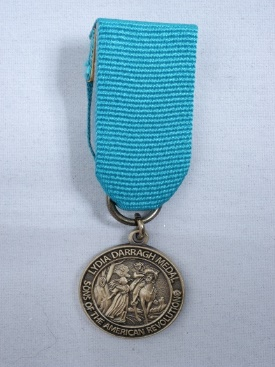 LYDIA DARRAGH MEDAL
SONS OF THE AMERICAN REVOLUTION